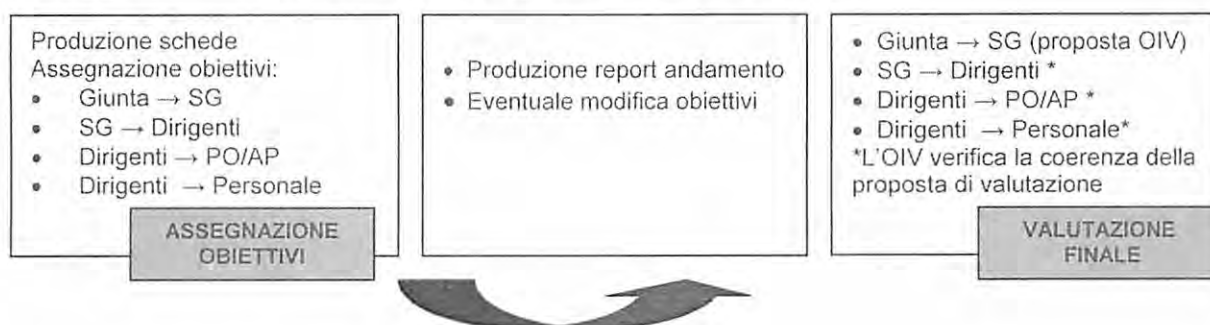 Produzione schede
Assegnazione obiettivi:
• Giunta → SG
• SG → Dirigenti
• Dirigenti → PO/AP
• Dirigenti → Personale
ASSEGNAZIONE
OBIETTIVI
• Produzione report andamento
• Eventuale modifica obiettivi
• Giunta → SG (proposta OIV)
• SG → Dirigenti *
• Dirigenti → PO/AP *
• Dirigenti → Personale*
*L'OIV verifica la coerenza della
proposta di valutazione
VALUTAZIONE
FINALE